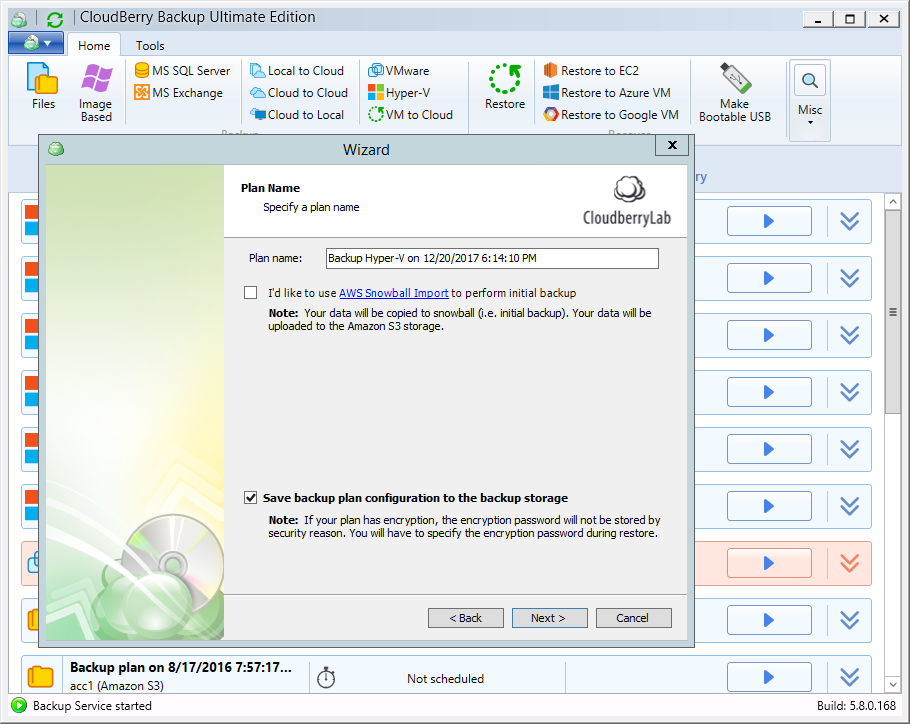 CloudBerry Backup Ultimate Edition
Home Tools
Files
Image Based
MS SQL Server
MS Exchange
Local to Cloud
Cloud to Cloud
Cloud to Local
VMware
Hyper-V
VM to Cloud
Restore
Restore to EC2
Restore to Azure VM
Restore to Google VM
Make
Bootable USB
Misc
Wizard
Plan Name
Specify a plan name
CloudberryLab
Plan name: Backup Hyper-V on 12/20/2017 6:14:10 PM
I'd like to use AWS Snowball Import to perform initial backup
Note: Your data will be copied to snowball (i.e. initial backup). Your data will be
uploaded to the Amazon S3 storage.
Save backup plan configuration to the backup storage
Note: If your plan has encryption, the encryption password will not be stored by
security reason. You will have to specify the encryption password during restore.
< Back Next > Cancel
Backup plan on 8/17/2016 7:57:17...
acc1 (Amazon S3)
Not scheduled
Backup Service started
Build: 5.8.0.168